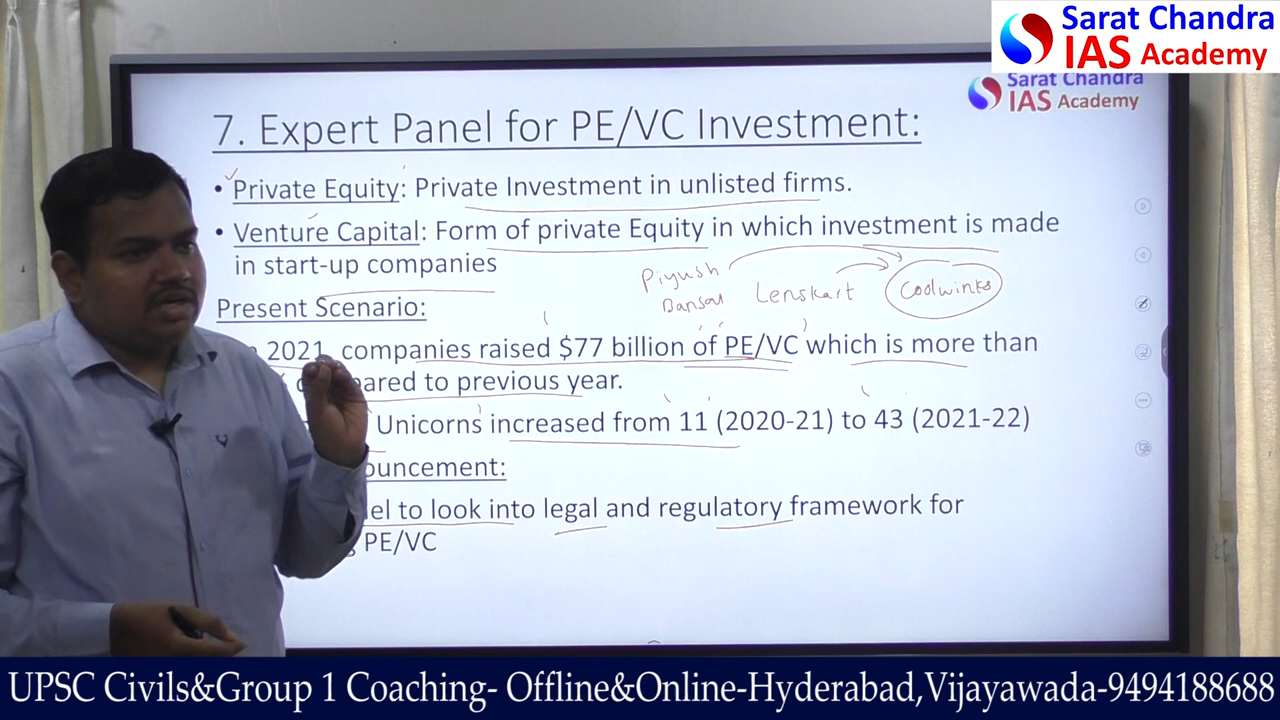 Sarat Chandra
IAS Academy
Sarat Chandra
IAS Academy
7. Expert Panel for PE/VC Investment:
• Private Equity: Private Investment in unlisted firms.
• Venture Capital: Form of private Equity in which investment is made
in start-up companies
Piyush
Bansal Lenskart Coolwinks
Present Scenario:
2021, companies raised $77 billion of PE/VC which is more than
to previous year.
Unicorns increased from 11 (2020-21) to 43 (2021-22)
to look into legal and regulatory framework for
PE/VC
UPSC Civils&Group 1 Coaching- Offline&Online-Hyderabad,Vijayawada-9494188688